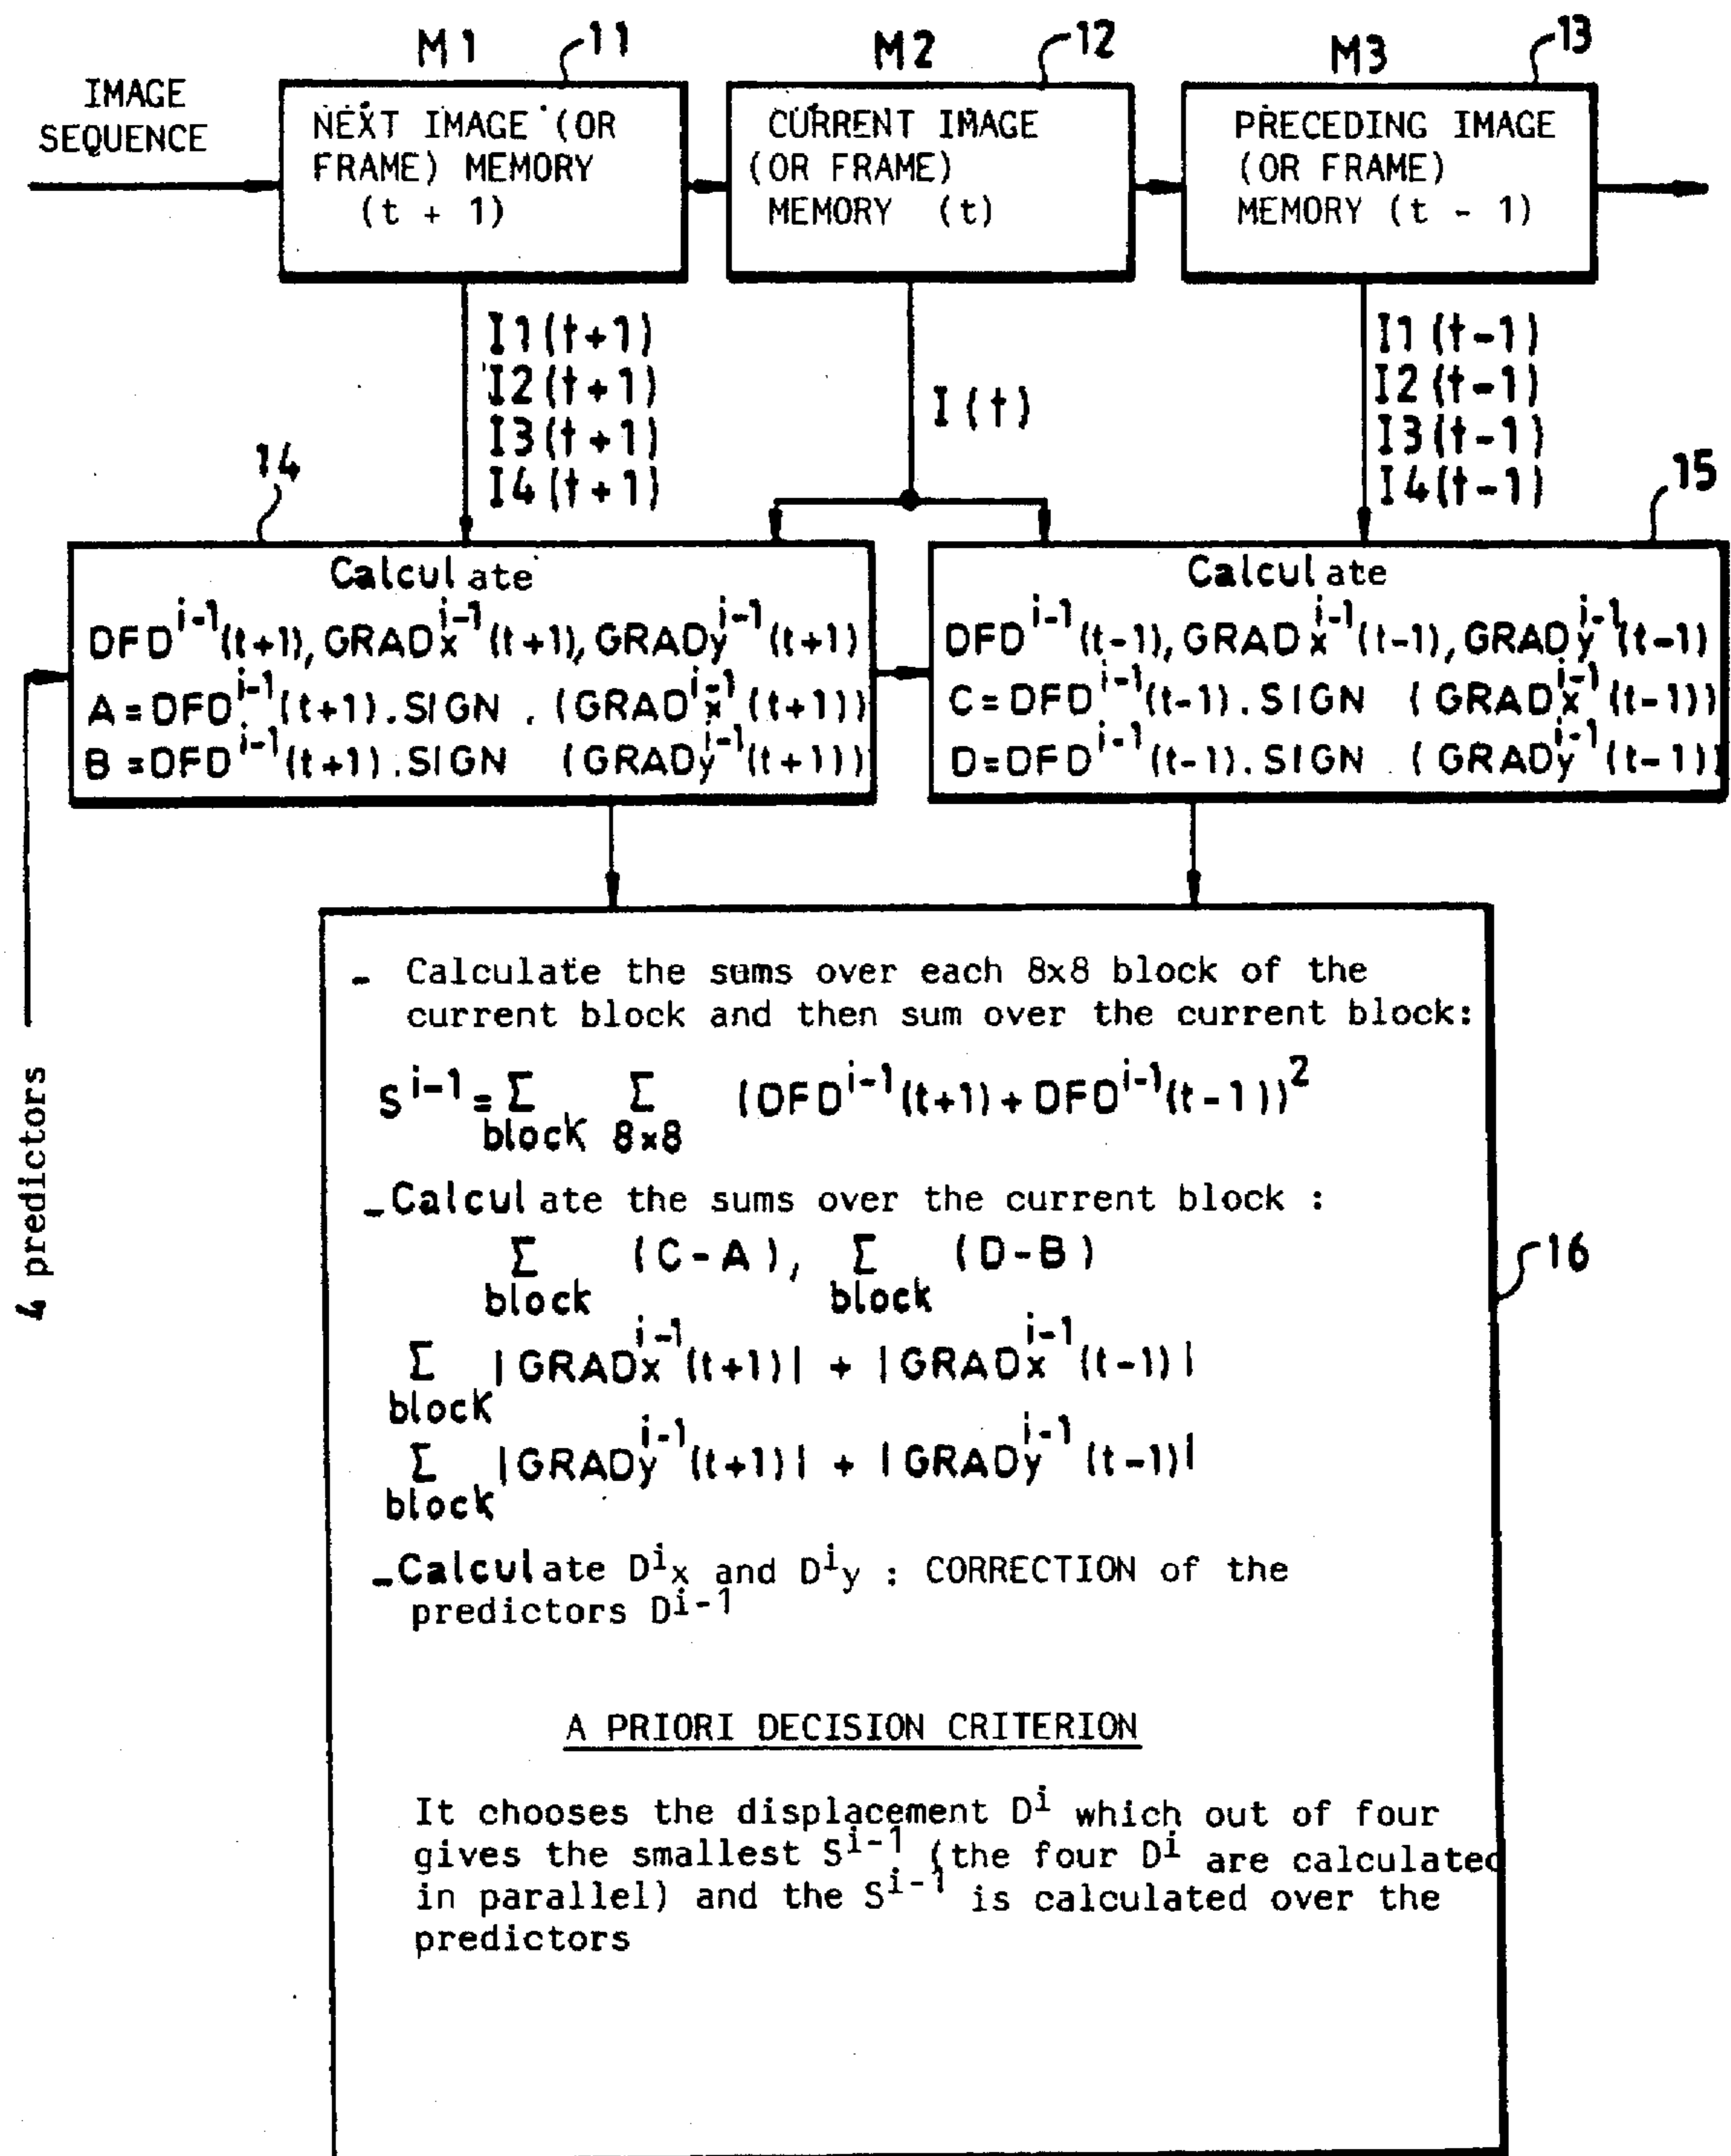 M1 11
M2 12
M3 13
IMAGE
SEQUENCE
NEXT IMAGE (OR
FRAME) MEMORY
(t + 1)
CURRENT IMAGE
(OR FRAME)
MEMORY (t)
PRECEDING IMAGE
(OR FRAME)
MEMORY (t - 1)
I1(t+1)
I2(t+1)
I3(t+1)
I4(t+1)
I(t)
I1(t-1)
I2(t-1)
I3(t-1)
I4(t-1)
14
15
Calculate
DFD^{i-1}(t+1), GRADx^{i-1}(t+1), GRADy^{i-1}(t+1)
A=DFD^{i-1}(t+1).SIGN . (GRADx^{i-1}(t+1))
B=DFD^{i-1}(t+1).SIGN (GRADy^{i-1}(t+1))
Calculate
DFD^{i-1}(t-1), GRADx^{i-1}(t-1), GRADy^{i-1}(t-1)
C=DFD^{i-1}(t-1).SIGN (GRADx^{i-1}(t-1))
D=DFD^{i-1}(t-1).SIGN (GRADy^{i-1}(t-1))
4 predictors
- Calculate the sums over each 8x8 block of the
current block and then sum over the current block:
S^{i-1} = Σ Σ (DFD^{i-1}(t+1) + DFD^{i-1}(t-1))^2
block 8x8
-Calculate the sums over the current block :
Σ (C-A), Σ (D-B)
block block
Σ |GRADx^{i-1}(t+1)| + |GRADx^{i-1}(t-1)|
block
Σ |GRADy^{i-1}(t+1)| + |GRADy^{i-1}(t-1)|
block
16
-Calculate D^i x and D^i y : CORRECTION of the
predictors D^{i-1}
A PRIORI DECISION CRITERION
It chooses the displacement D^i which out of four
gives the smallest S^{i-1} (the four D^i are calculated
in parallel) and the S^{i-1} is calculated over the
predictors